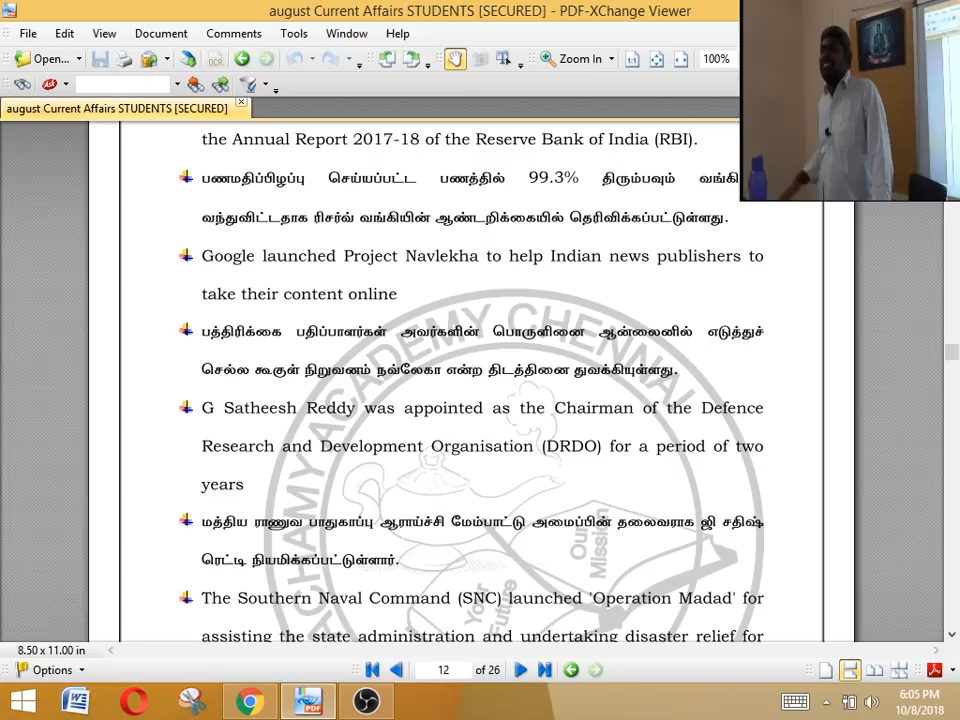 august Current Affairs STUDENTS [SECURED] - PDF-XChange Viewer
File Edit View Document Comments Tools Window Help
Open... OCR Zoom In 100%
august Current Affairs STUDENTS [SECURED]
the Annual Report 2017-18 of the Reserve Bank of India (RBI).
பணமதிப்பிழப்பு செய்யப்பட்ட பணத்தில் 99.3% திரும்பவும்
வந்துவிட்டதாக ரிசர்வ் வங்கியின் ஆண்டறிக்கையில் தெரிவிக்கப்பட்டுள்ளது.
Google launched Project Navlekha to help Indian news publishers to
take their content online
பத்திரிக்கை பதிப்பாளர்கள் அவர்களின் பொருளினை ஆன்லைனில் எடுத்துச்
செல்ல கூகுள் நிறுவனம் நவ்லேகா என்ற திடத்தினை துவக்கியுள்ளது.
G Satheesh Reddy was appointed as the Chairman of the Defence
Research and Development Organisation (DRDO) for a period of two
years
மத்திய ராணுவ பாதுகாப்பு ஆராய்ச்சி மேம்பாட்டு அமைப்பின் தலைவராக ஜி சதிஷ்
ரெட்டி நியமிக்கப்பட்டுள்ளார்.
The Southern Naval Command (SNC) launched 'Operation Madad' for
assisting the state administration and undertaking disaster relief for
ACHAMY ACADEMY CHENNAI
Our Mission
Your Future
8.50 x 11.00 in
Options 12 of 26
6:05 PM
10/8/2018